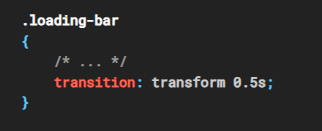 .loading-bar
{
    /* ... */
    transition: transform 0.5s;
}